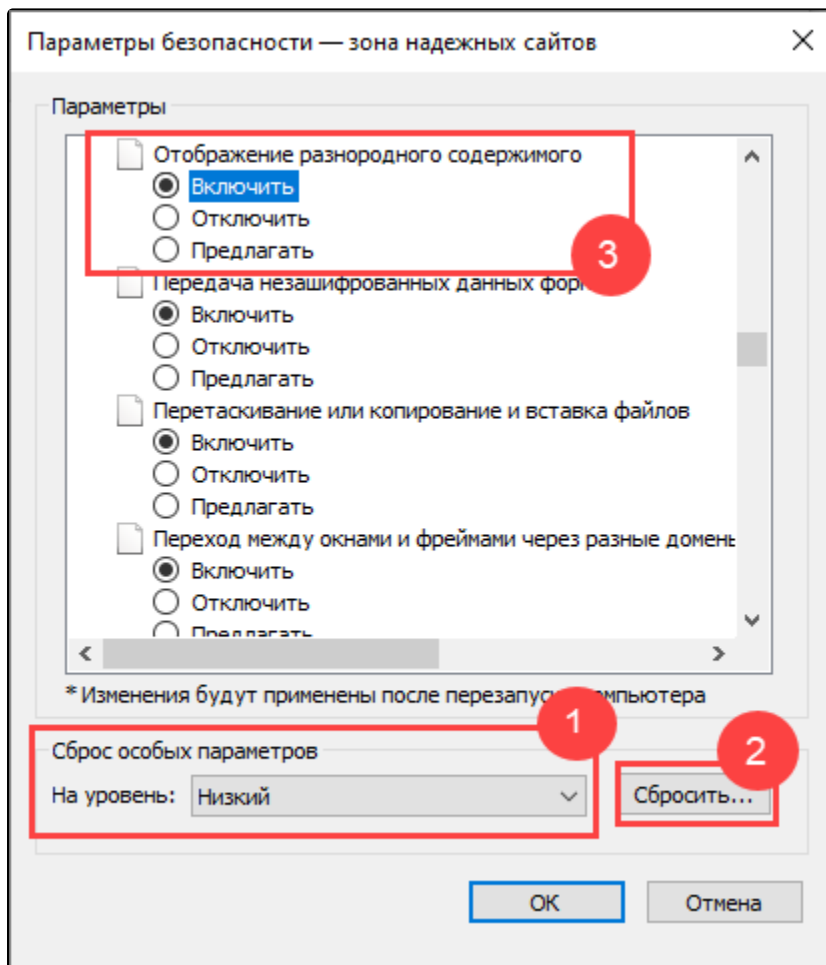 Параметры безопасности — зона надежных сайтов
Параметры
Отображение разнородного содержимого
Включить
Отключить
Предлагать
3
Передача незашифрованных данных
Включить
Отключить
Предлагать
Перетаскивание или копирование и вставка файлов
Включить
Отключить
Предлагать
Переход между окнами и фреймами через разные домены
Включить
Отключить
Предлагать
* Изменения будут применены после перезапуска компьютера
1
Сброс особых параметров
2
На уровень: Низкий
Сбросить...
ОК
Отмена